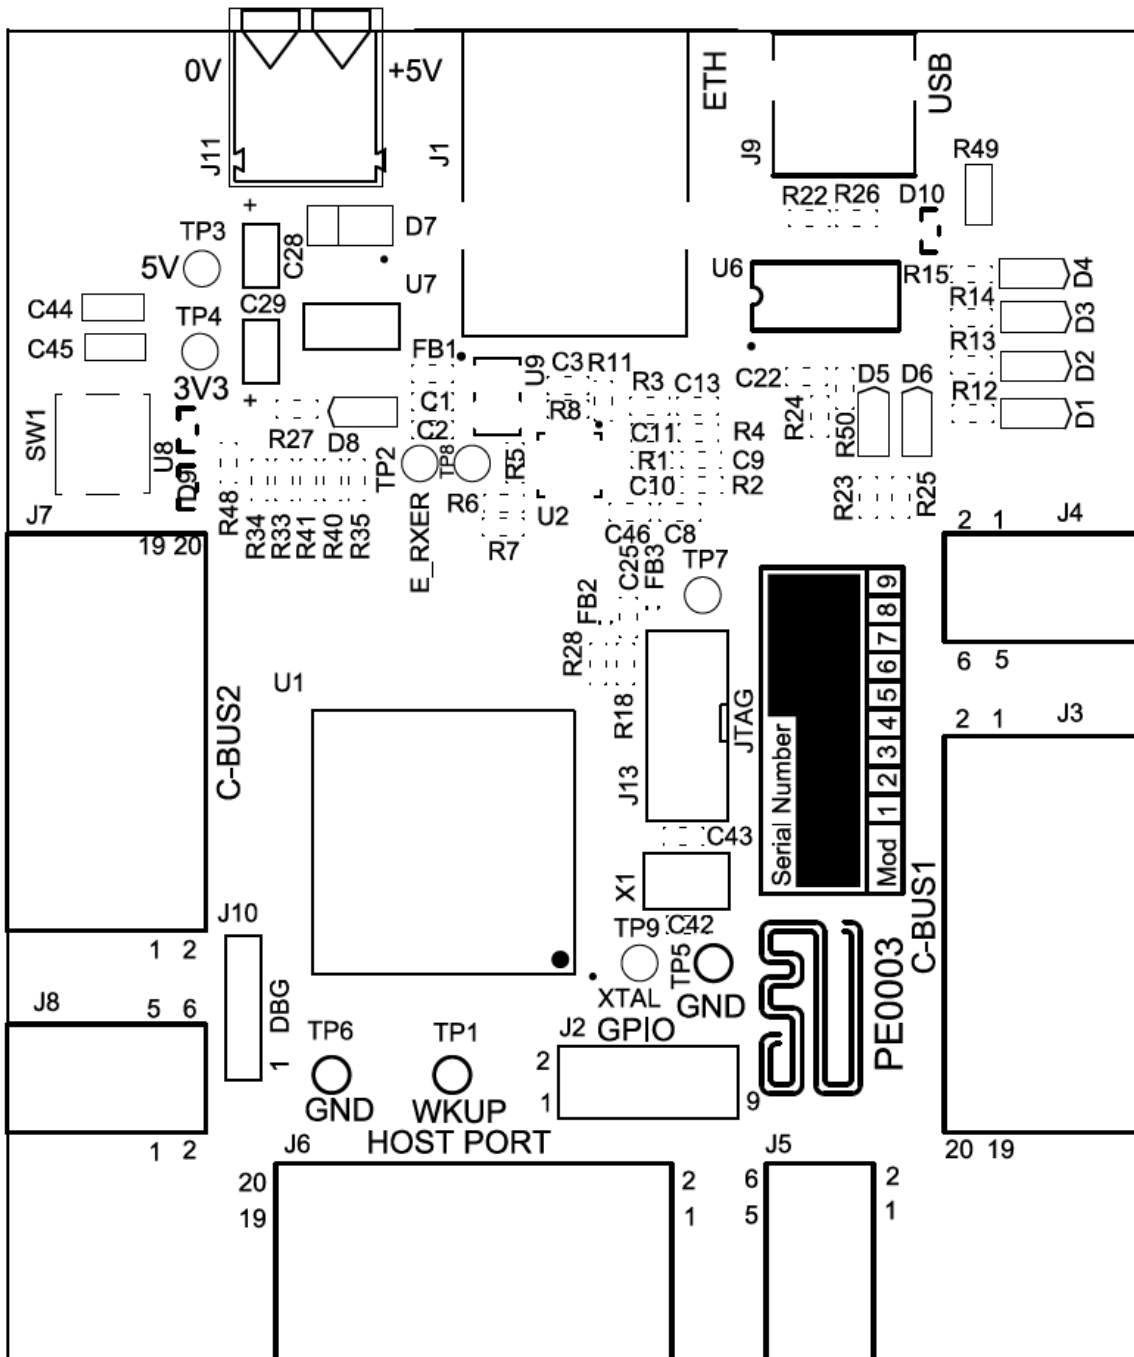 0V
+5V
J11
J1
ETH
J9
USB
R49
R22
R26
D10
TP3
C28
D7
5V
U7
U6
R15
D4
C44
C29
TP4
R14
D3
C45
3V3
FB1
U9
C3
R11
R13
D2
R3
C13
C22
D5
D6
SW1
U8
C1
R8
R24
R50
R12
D1
R27
D8
C2
C11
R4
D9
TP2
TP8
R5
R1
C9
R48
R6
C10
R2
R23
R25
J7
19
20
R34
R33
R41
R40
R35
E_RXER
U2
R7
C46
C8
2
1
J4
C25
FB3
TP7
FB2
R28
6
5
U1
R18
JTAG
J13
C-BUS2
Serial Number
Mod
1
2
3
4
5
6
7
8
9
2
1
J3
C43
X1
C-BUS1
J10
C42
TP9
TP5
1
2
J8
5
6
DBG
1
XTAL
GND
PE0003
TP6
TP1
J2
GPIO
2
1
9
GND
WKUP
HOST PORT
1
2
J6
J5
20
19
20
19
2
1
6
5
2
1